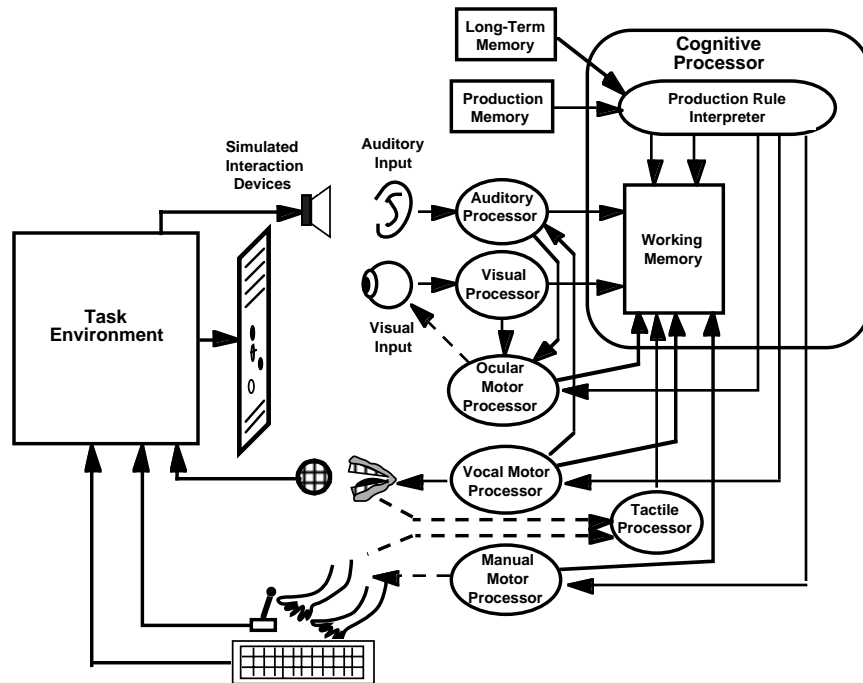 Long-Term
Memory
Cognitive
Processor
Production
Memory
Production Rule
Interpreter
Simulated
Interaction
Devices
Auditory
Input
Auditory
Processor
Working
Memory
Visual
Processor
Task
Environment
Visual
Input
Ocular
Motor
Processor
Vocal Motor
Processor
Tactile
Processor
Manual
Motor
Processor